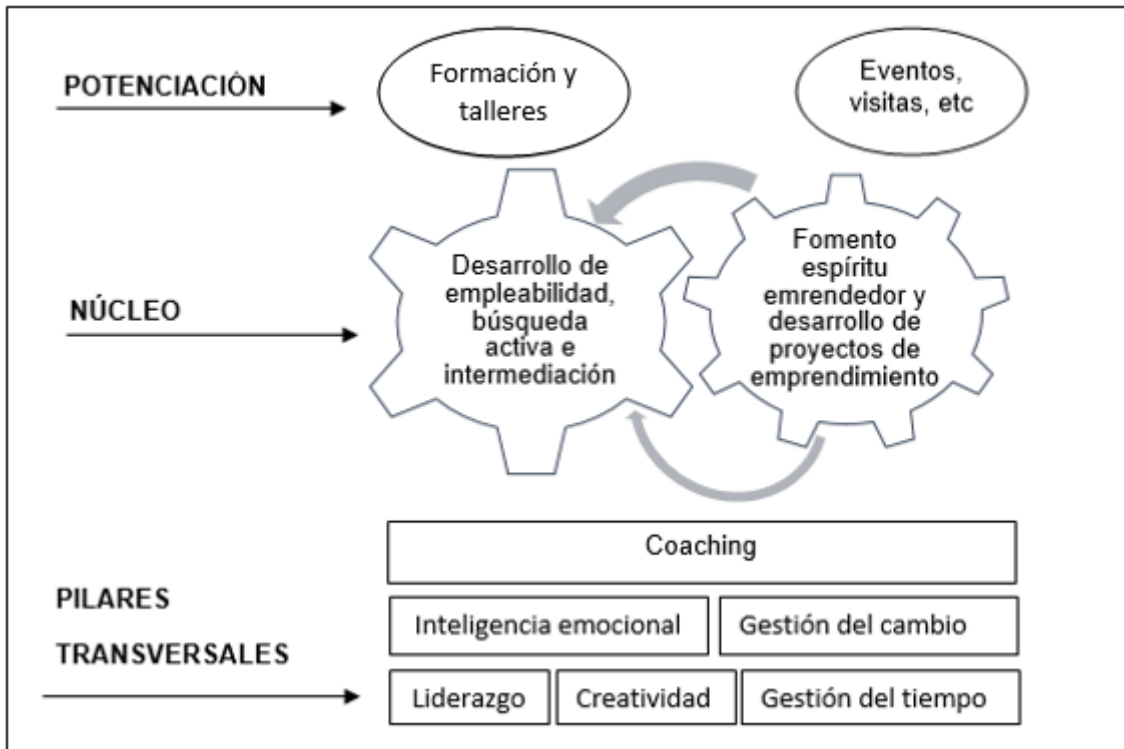 POTENCIACIÓN
Formación y
talleres
Eventos,
visitas, etc
NÚCLEO
Desarrollo de
empleabilidad,
búsqueda
activa e
intermediación
Fomento
espíritu
emrendedor y
desarrollo de
proyectos de
emprendimiento
PILARES
TRANSVERSALES
Coaching
Inteligencia emocional
Gestión del cambio
Liderazgo
Creatividad
Gestión del tiempo